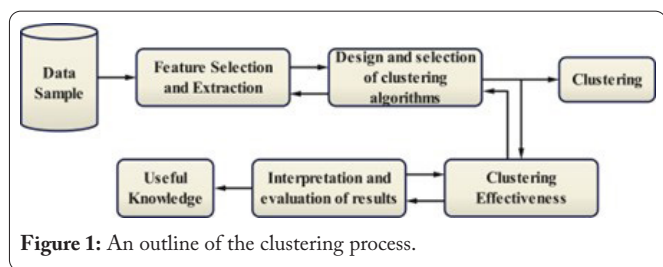 Data
Sample
Feature Selection
and Extraction
Design and selection
of clustering
algorithms
Clustering
Useful
Knowledge
Interpretation and
evaluation of results
Clustering
Effectiveness
Figure 1: An outline of the clustering process.